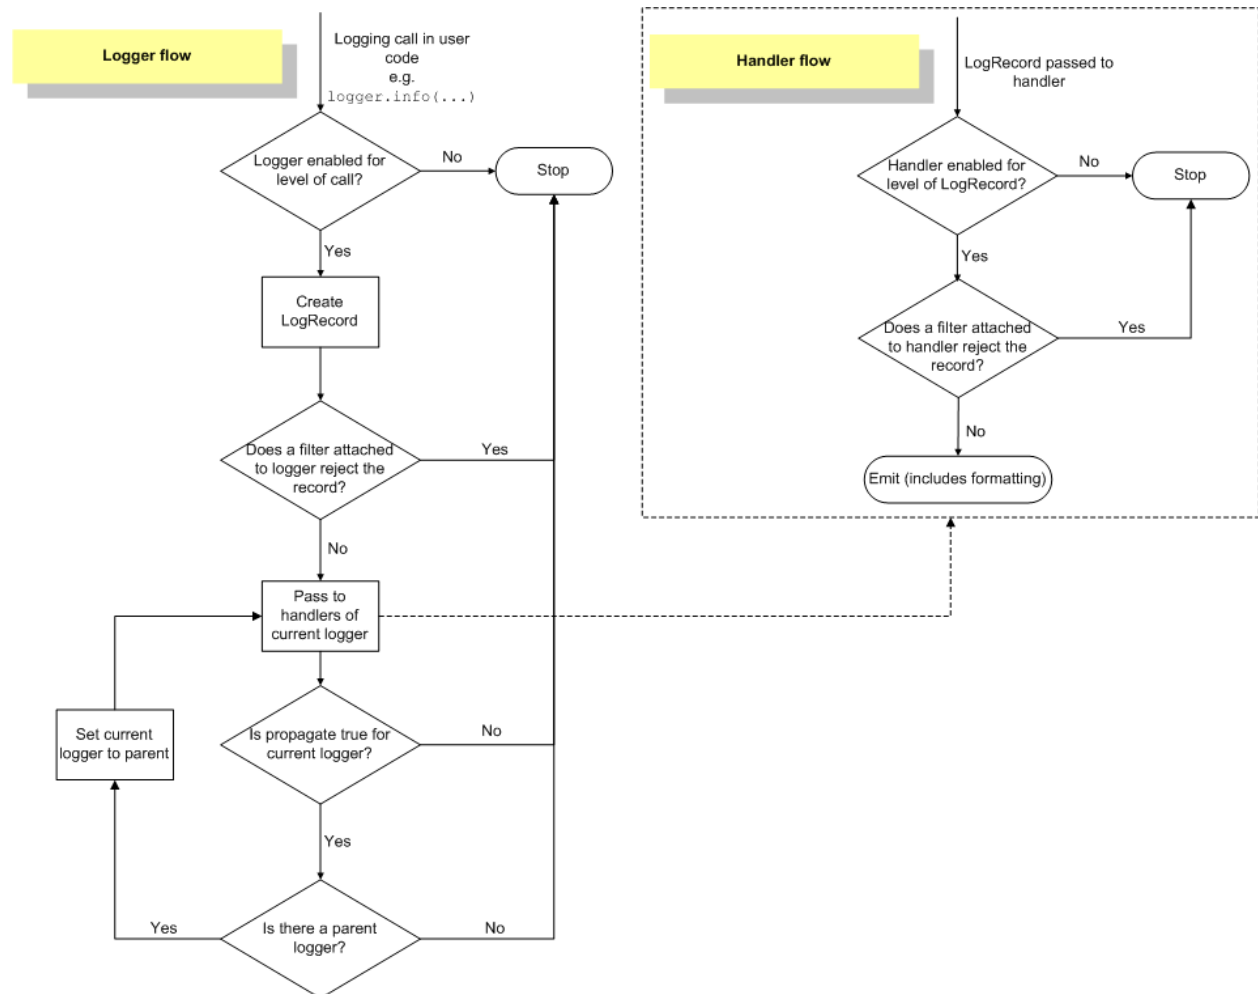 Logger flow
Logging call in user
code
e.g.
logger.info(...)
Logger enabled for
level of call?
No
Stop
Yes
Create
LogRecord
Does a filter attached
to logger reject the
record?
Yes
No
Pass to
handlers of
current logger
Set current
logger to parent
Is propagate true for
current logger?
No
Yes
Is there a parent
logger?
Yes
No
Handler flow
LogRecord passed to
handler
Handler enabled for
level of LogRecord?
No
Stop
Yes
Does a filter attached
to handler reject the
record?
Yes
No
Emit (includes formatting)